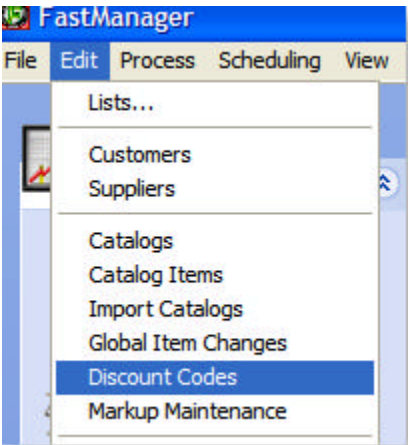 FastManager
File Edit Process Scheduling View
Lists...
Customers
Suppliers
Catalogs
Catalog Items
Import Catalogs
Global Item Changes
Discount Codes
Markup Maintenance